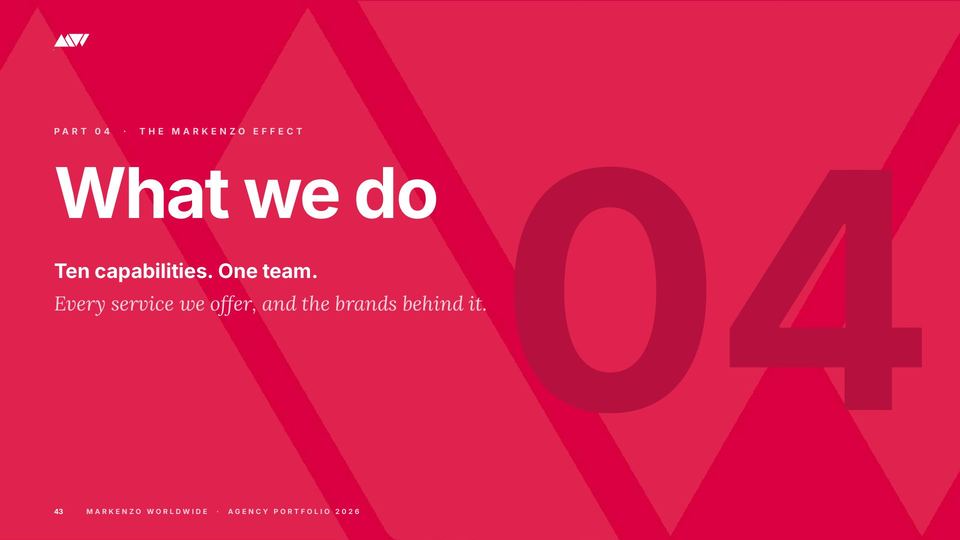 PART 04 · THE MARKENZO EFFECT
What we do
04
Ten capabilities. One team.
Every service we offer, and the brands behind it.
43 MARKENZO WORLDWIDE · AGENCY PORTFOLIO 2026